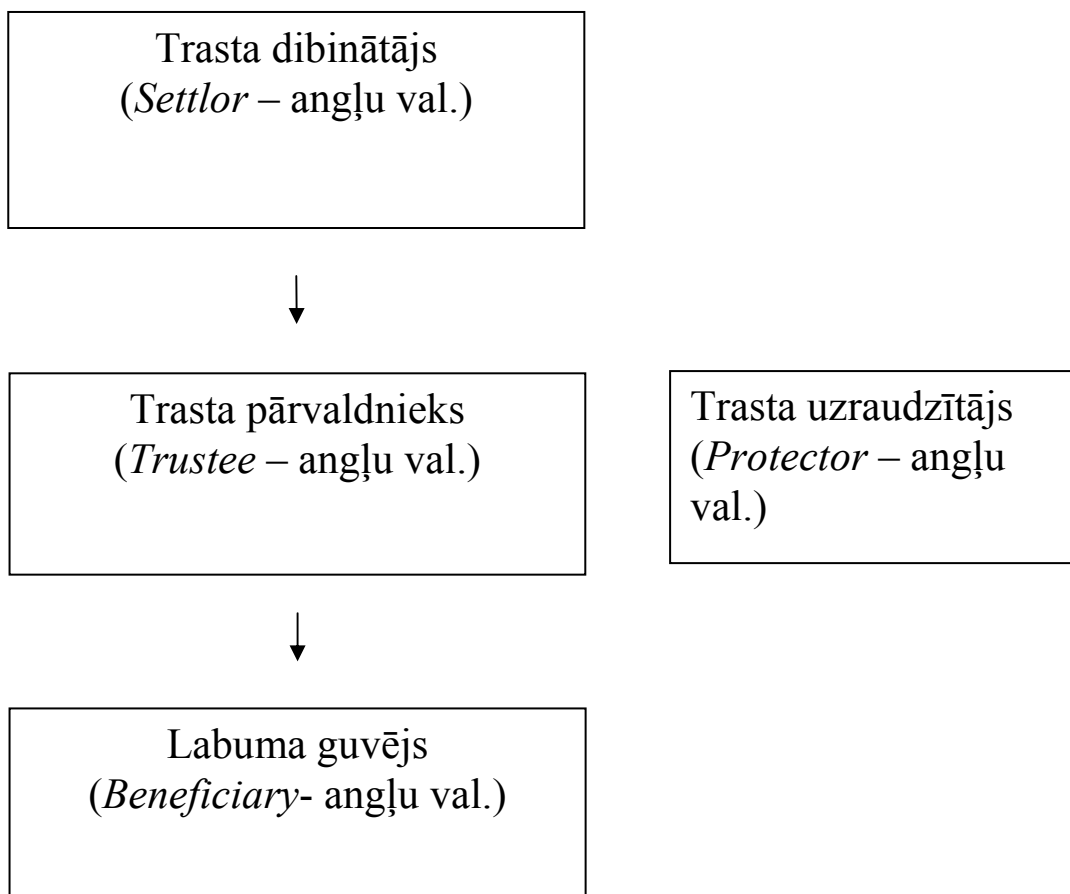 Trasta dibinātājs
(Settlor – angļu val.)
Trasta pārvaldnieks
(Trustee – angļu val.)
Trasta uzraudzītājs
(Protector – angļu
val.)
Labuma guvējs
(Beneficiary- angļu val.)